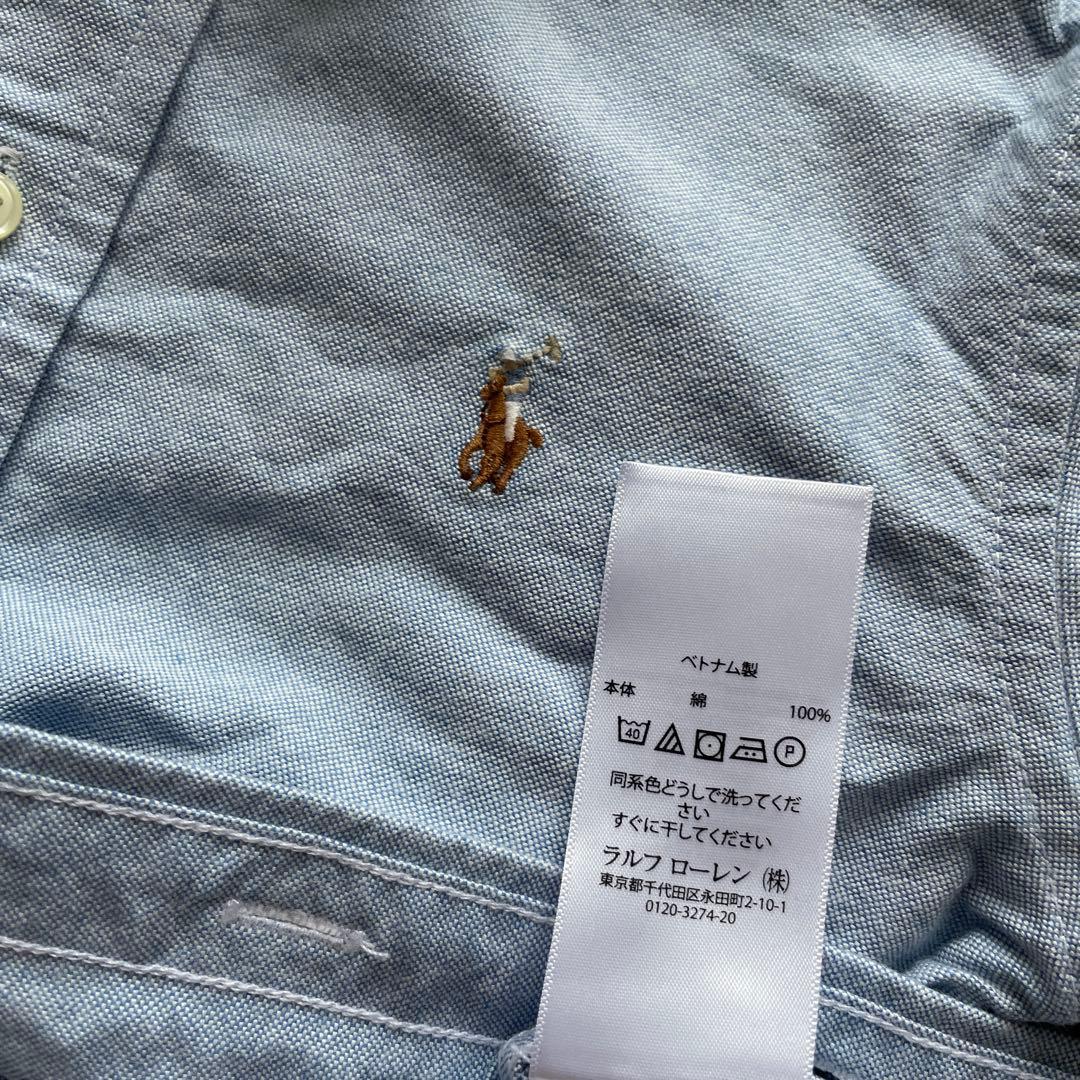 ベトナム製
本体 綿 100%
40 P
同系色どうしで洗ってくだ
さい
すぐに干してください
ラルフ ローレン (株)
東京都千代田区永田町2-10-1
0120-3274-20